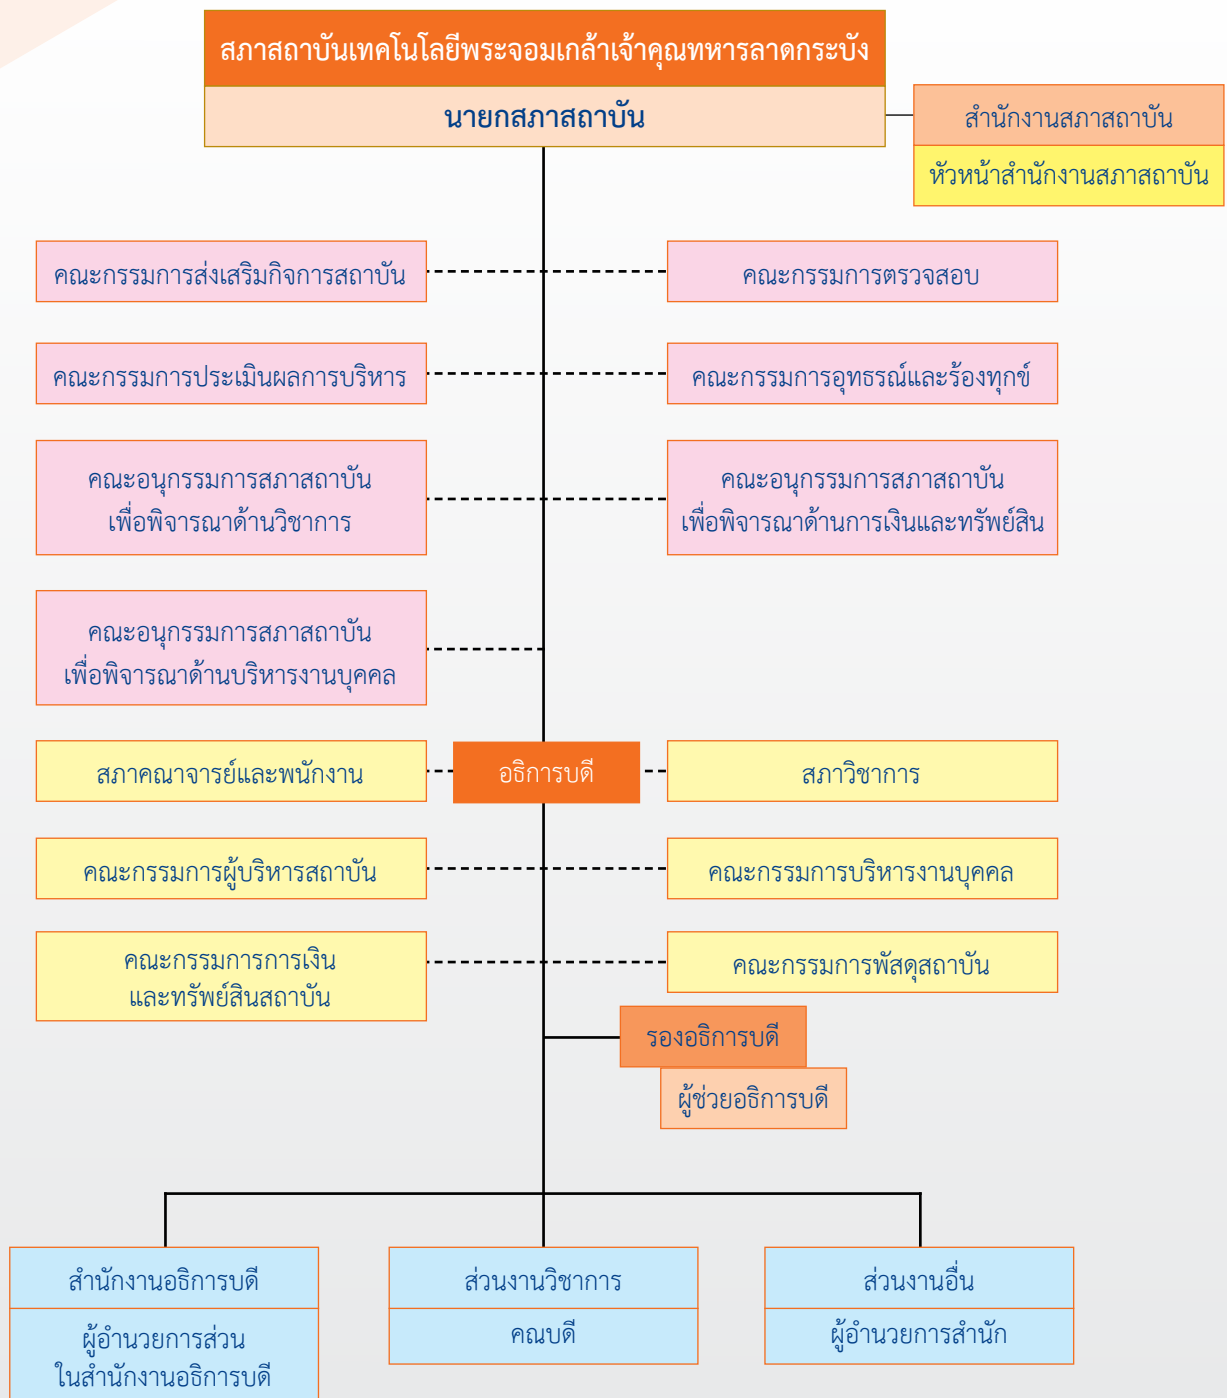 สภาสถาบันเทคโนโลยีพระจอมเกล้าเจ้าคุณทหารลาดกระบัง
นายกสภาสถาบัน
สำนักงานสภาสถาบัน
หัวหน้าสำนักงานสภาสถาบัน
คณะกรรมการส่งเสริมกิจการสถาบัน
คณะกรรมการตรวจสอบ
คณะกรรมการประเมินผลการบริหาร
คณะกรรมการอุทธรณ์และร้องทุกข์
คณะอนุกรรมการสภาสถาบัน
เพื่อพิจารณาด้านวิชาการ
คณะอนุกรรมการสภาสถาบัน
เพื่อพิจารณาด้านการเงินและทรัพย์สิน
คณะอนุกรรมการสภาสถาบัน
เพื่อพิจารณาด้านบริหารงานบุคคล
สภาคณาจารย์และพนักงาน
อธิการบดี
สภาวิชาการ
คณะกรรมการผู้บริหารสถาบัน
คณะกรรมการบริหารงานบุคคล
คณะกรรมการการเงิน
และทรัพย์สินสถาบัน
คณะกรรมการพัสดุสถาบัน
รองอธิการบดี
ผู้ช่วยอธิการบดี
สำนักงานอธิการบดี
ผู้อำนวยการส่วน
ในสำนักงานอธิการบดี
ส่วนงานวิชาการ
คณบดี
ส่วนงานอื่น
ผู้อำนวยการสำนัก